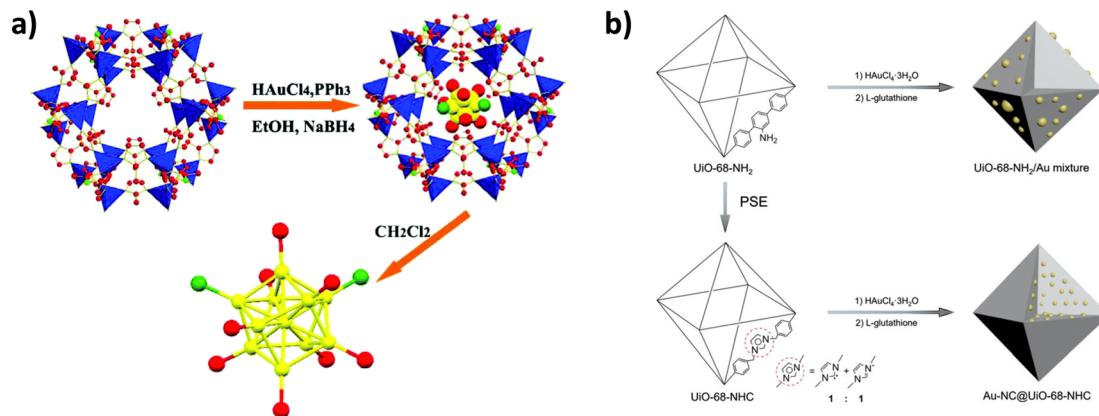 a)
HAuCl4,PPh3
EtOH, NaBH4
CH2Cl2
b)
NH2
UiO-68-NH2
1) HAuCl4·3H2O
2) L-glutathione
UiO-68-NH2/Au mixture
PSE
N
N
UiO-68-NHC
N
N
=
N
N
+
N
N
1 : 1
1) HAuCl4·3H2O
2) L-glutathione
Au-NC@UiO-68-NHC